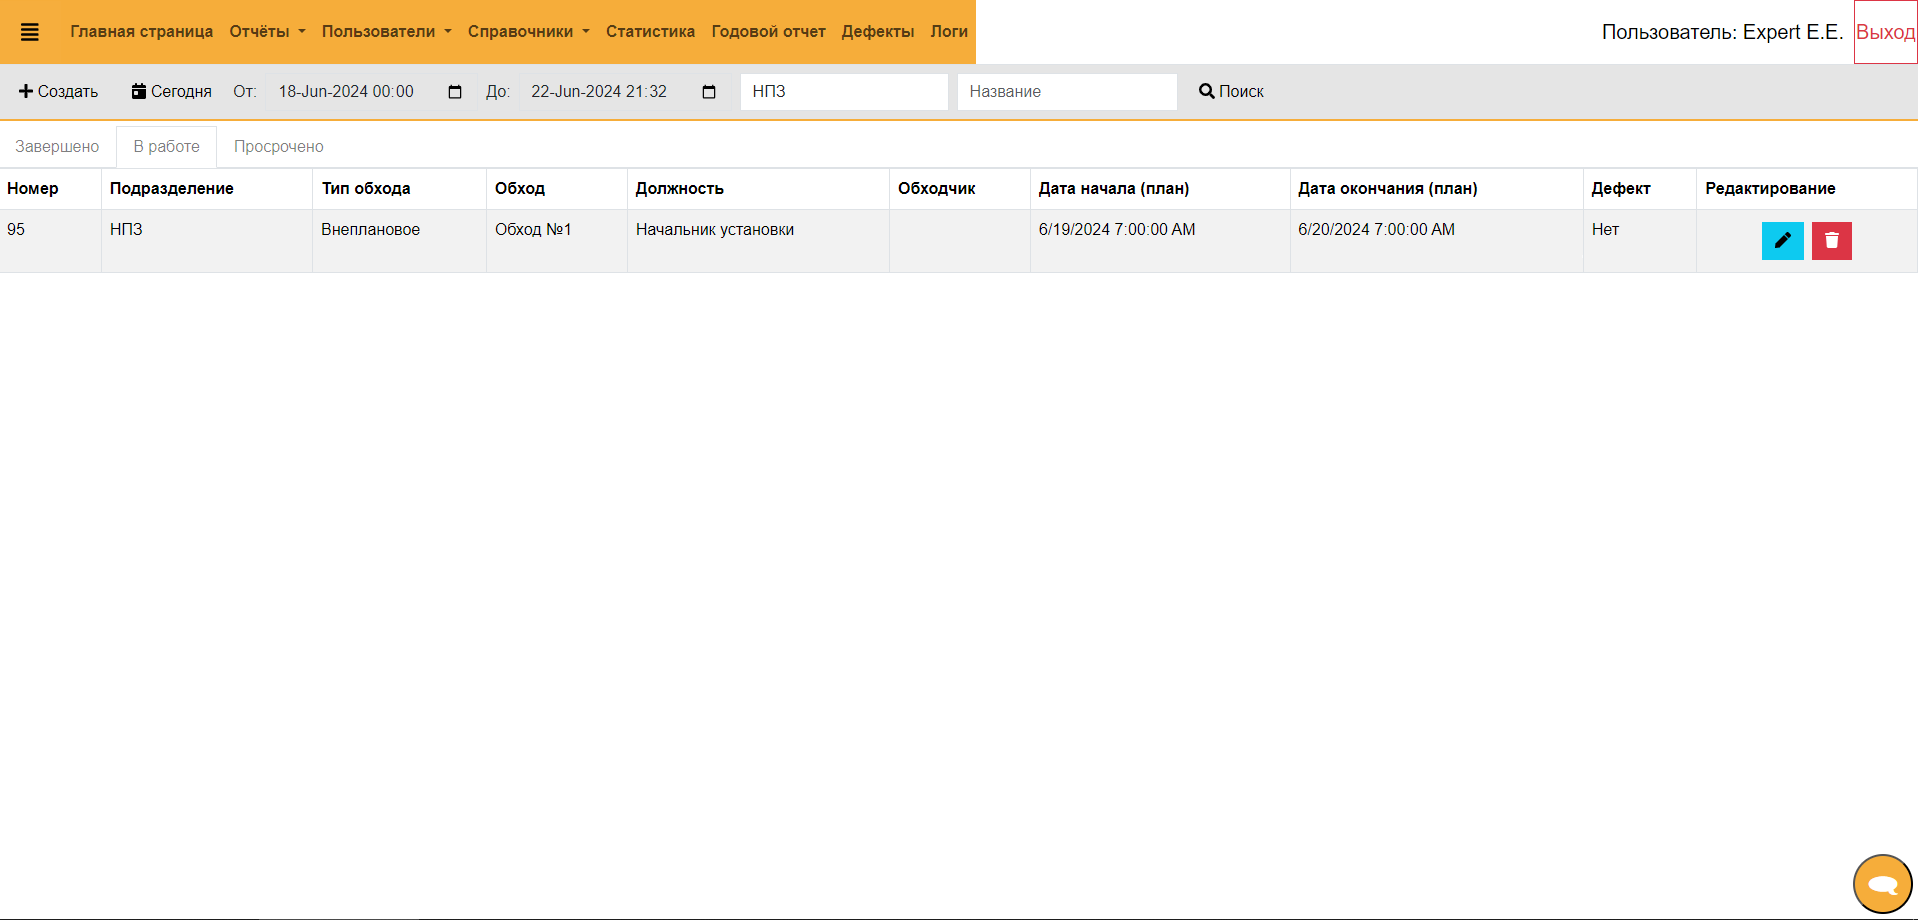 Главная страница Отчёты Пользователи Справочники Статистика Годовой отчет Дефекты Логи Пользователь: Expert E.E. Выход
Создать Сегодня От: 18-Jun-2024 00:00 До: 22-Jun-2024 21:32 НПЗ Название Поиск
Завершено В работе Просрочено
Номер Подразделение Тип обхода Обход Должность Обходчик Дата начала (план) Дата окончания (план) Дефект Редактирование
95 НПЗ Внеплановое Обход №1 Начальник установки 6/19/2024 7:00:00 AM 6/20/2024 7:00:00 AM Нет